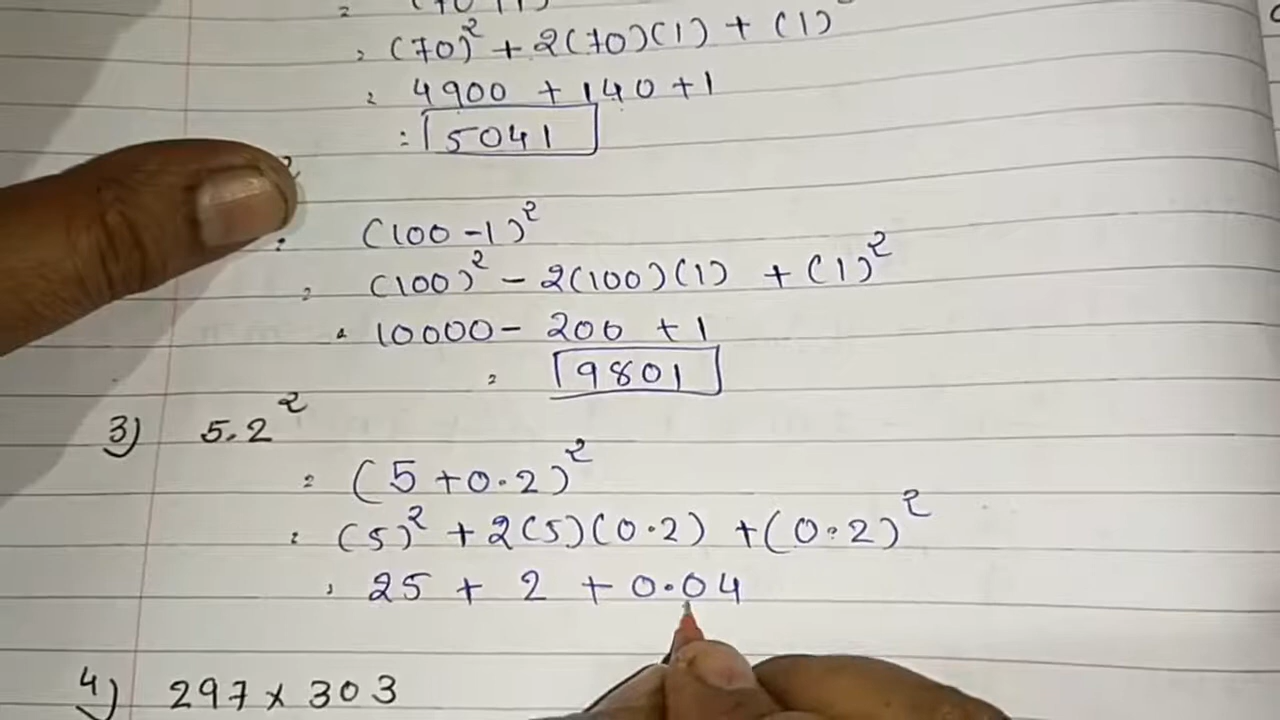 = (70)² + 2(70)(1) + (1)²
= 4900 + 140 + 1
= 5041
= (100 - 1)²
= (100)² - 2(100)(1) + (1)²
= 10000 - 200 + 1
= 9801
3) 5.2²
= (5 + 0.2)²
= (5)² + 2(5)(0.2) + (0.2)²
= 25 + 2 + 0.04
4) 297 x 303